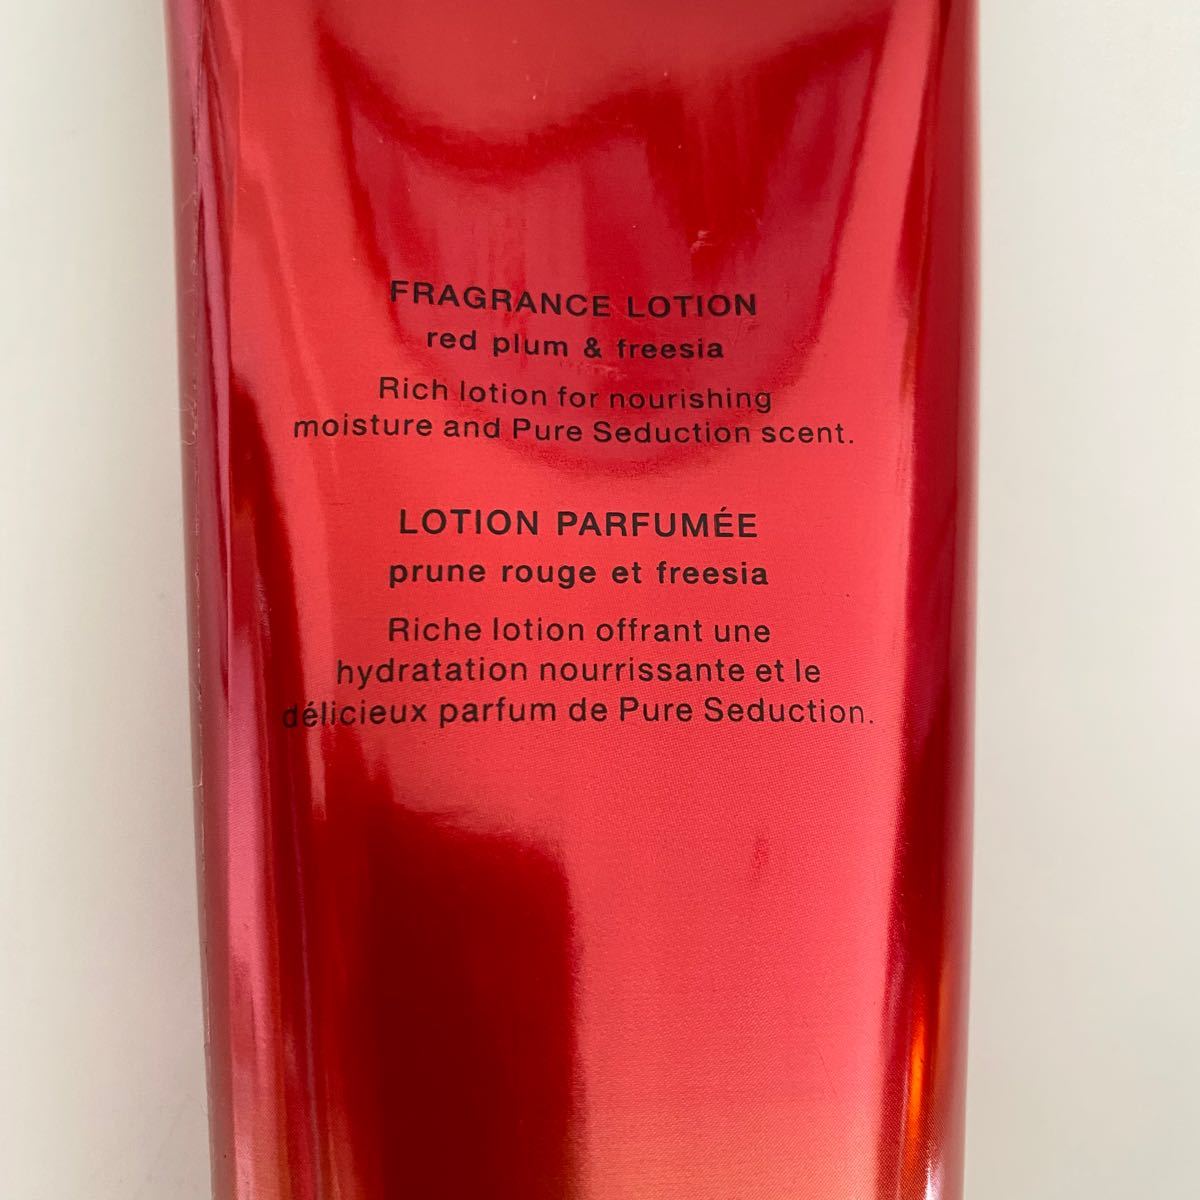 FRAGRANCE LOTION
red plum & freesia
Rich lotion for nourishing
moisture and Pure Seduction scent.
LOTION PARFUMÉE
prune rouge et freesia
Riche lotion offrant une
hydratation nourrissante et le
délicieux parfum de Pure Seduction.